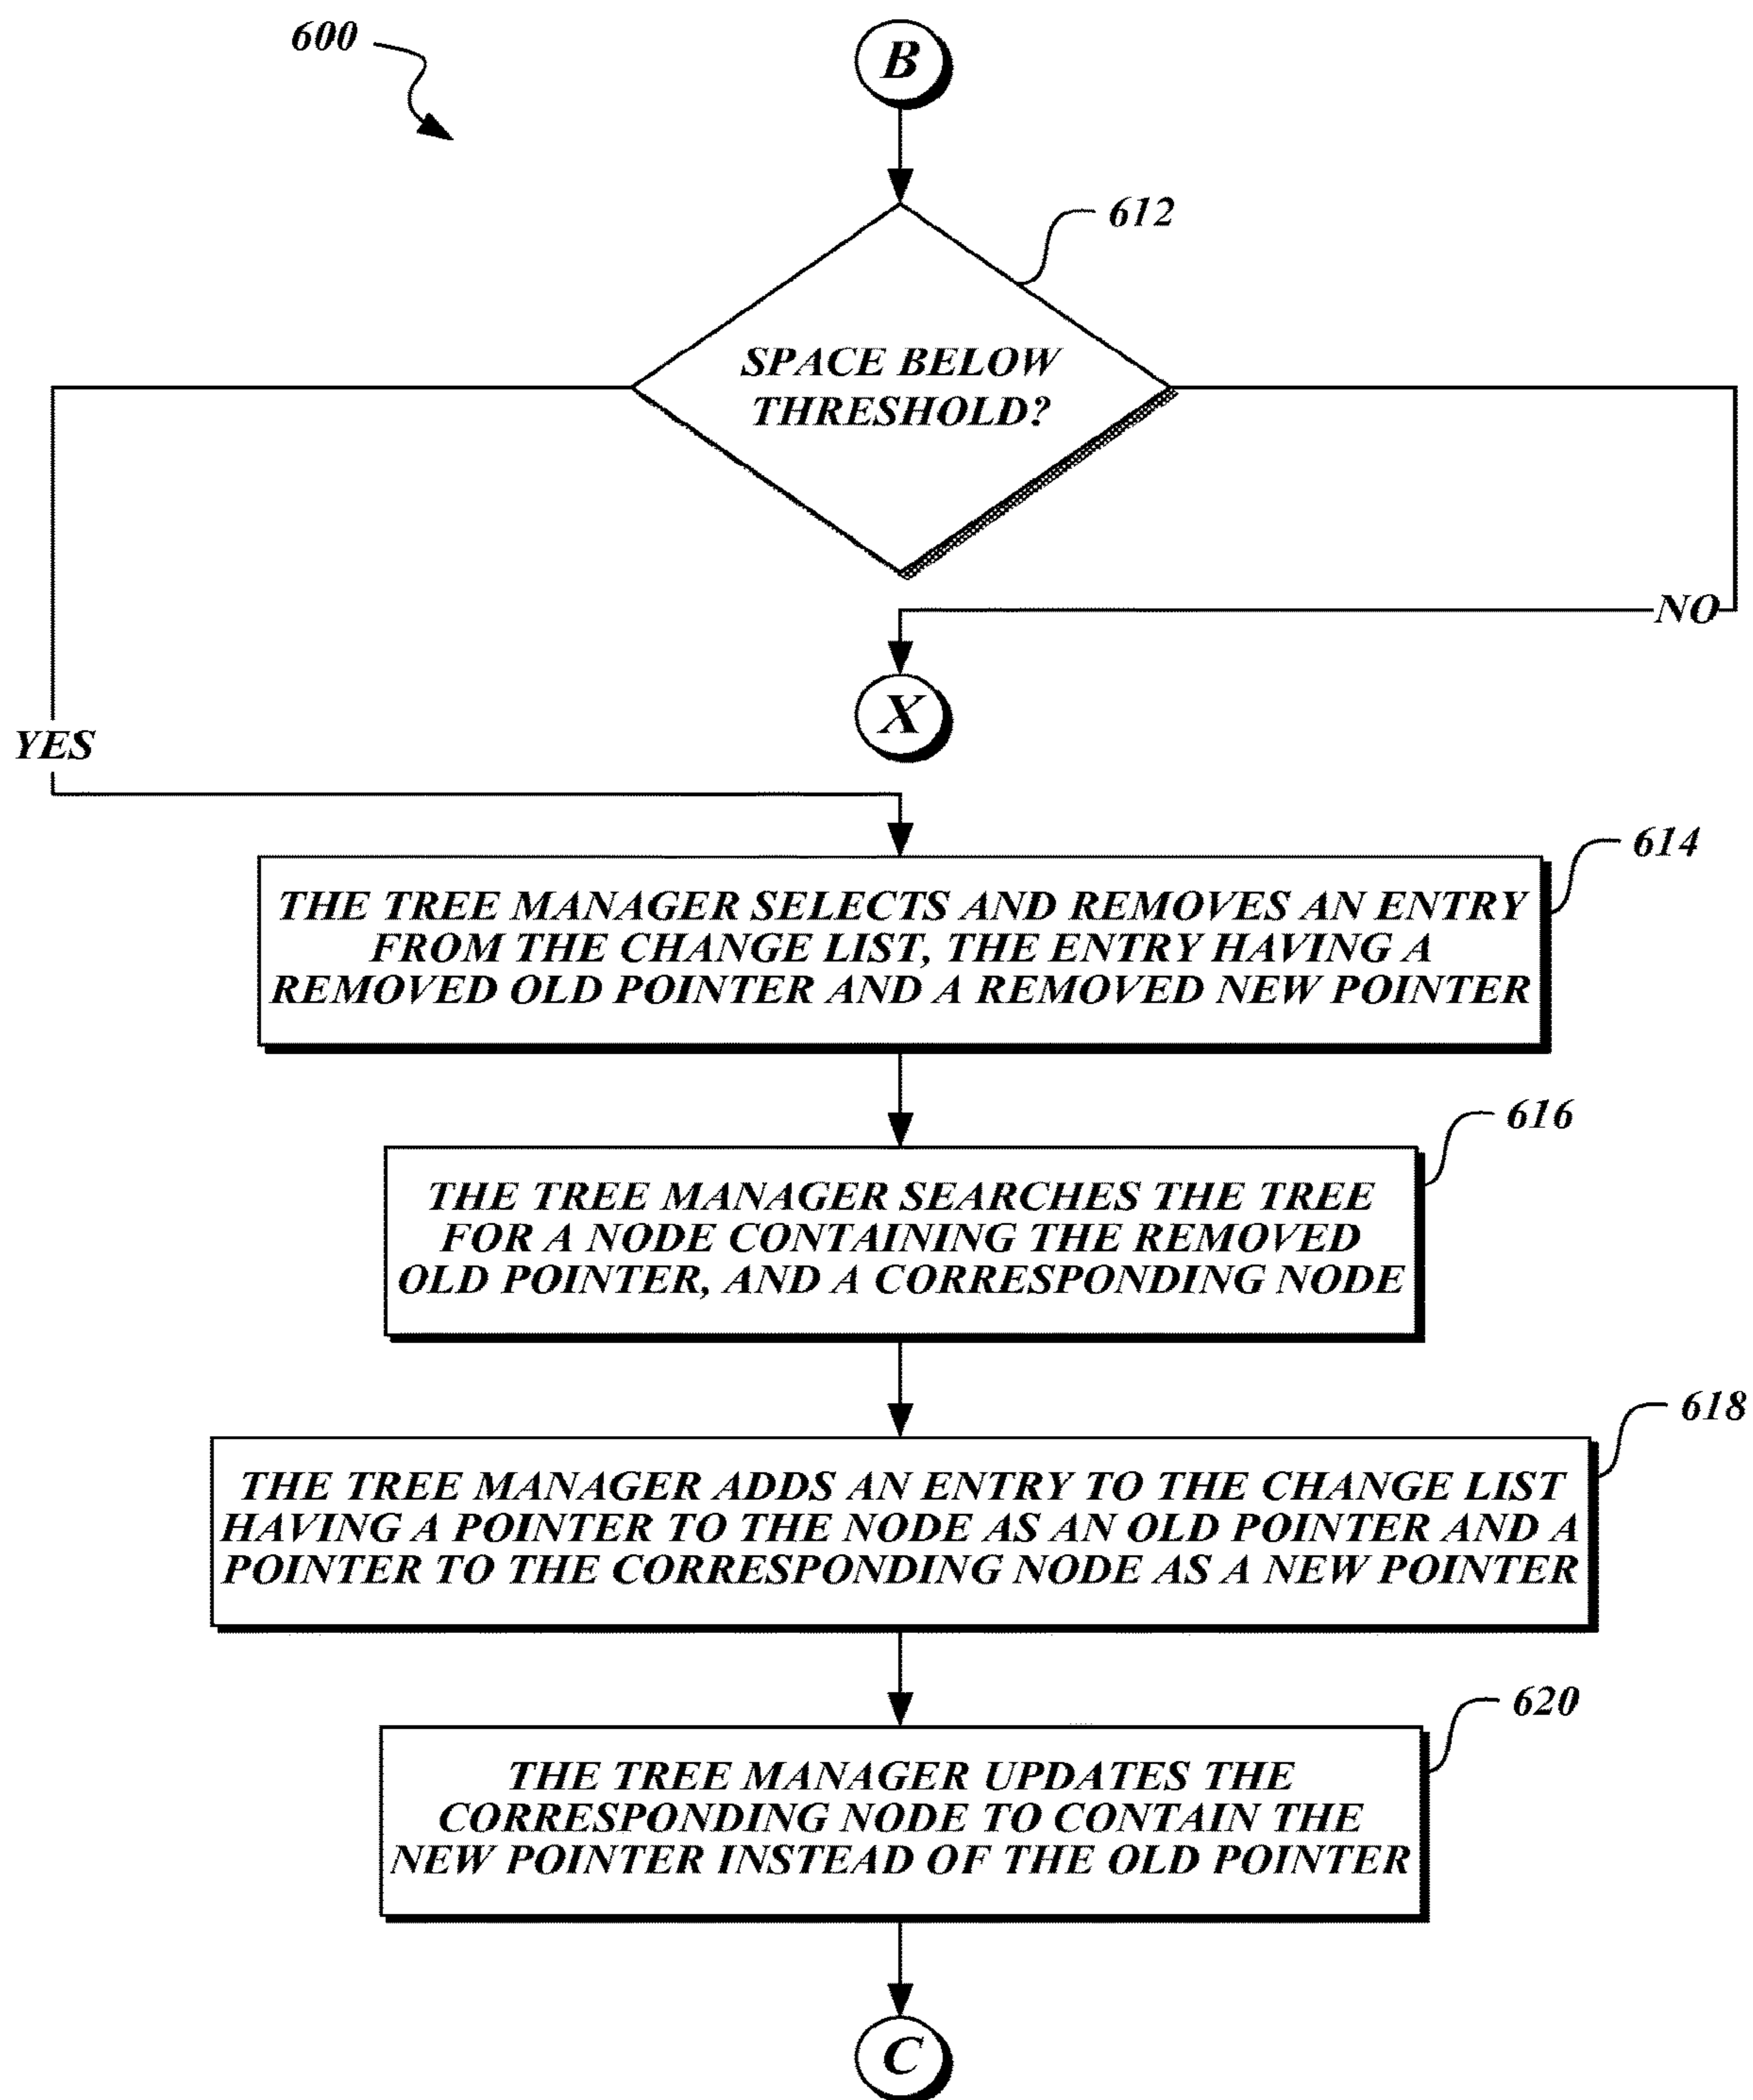 600
B
612
SPACE BELOW
THRESHOLD?
NO
X
YES
614
THE TREE MANAGER SELECTS AND REMOVES AN ENTRY
FROM THE CHANGE LIST, THE ENTRY HAVING A
REMOVED OLD POINTER AND A REMOVED NEW POINTER
616
THE TREE MANAGER SEARCHES THE TREE
FOR A NODE CONTAINING THE REMOVED
OLD POINTER, AND A CORRESPONDING NODE
618
THE TREE MANAGER ADDS AN ENTRY TO THE CHANGE LIST
HAVING A POINTER TO THE NODE AS AN OLD POINTER AND A
POINTER TO THE CORRESPONDING NODE AS A NEW POINTER
620
THE TREE MANAGER UPDATES THE
CORRESPONDING NODE TO CONTAIN THE
NEW POINTER INSTEAD OF THE OLD POINTER
C